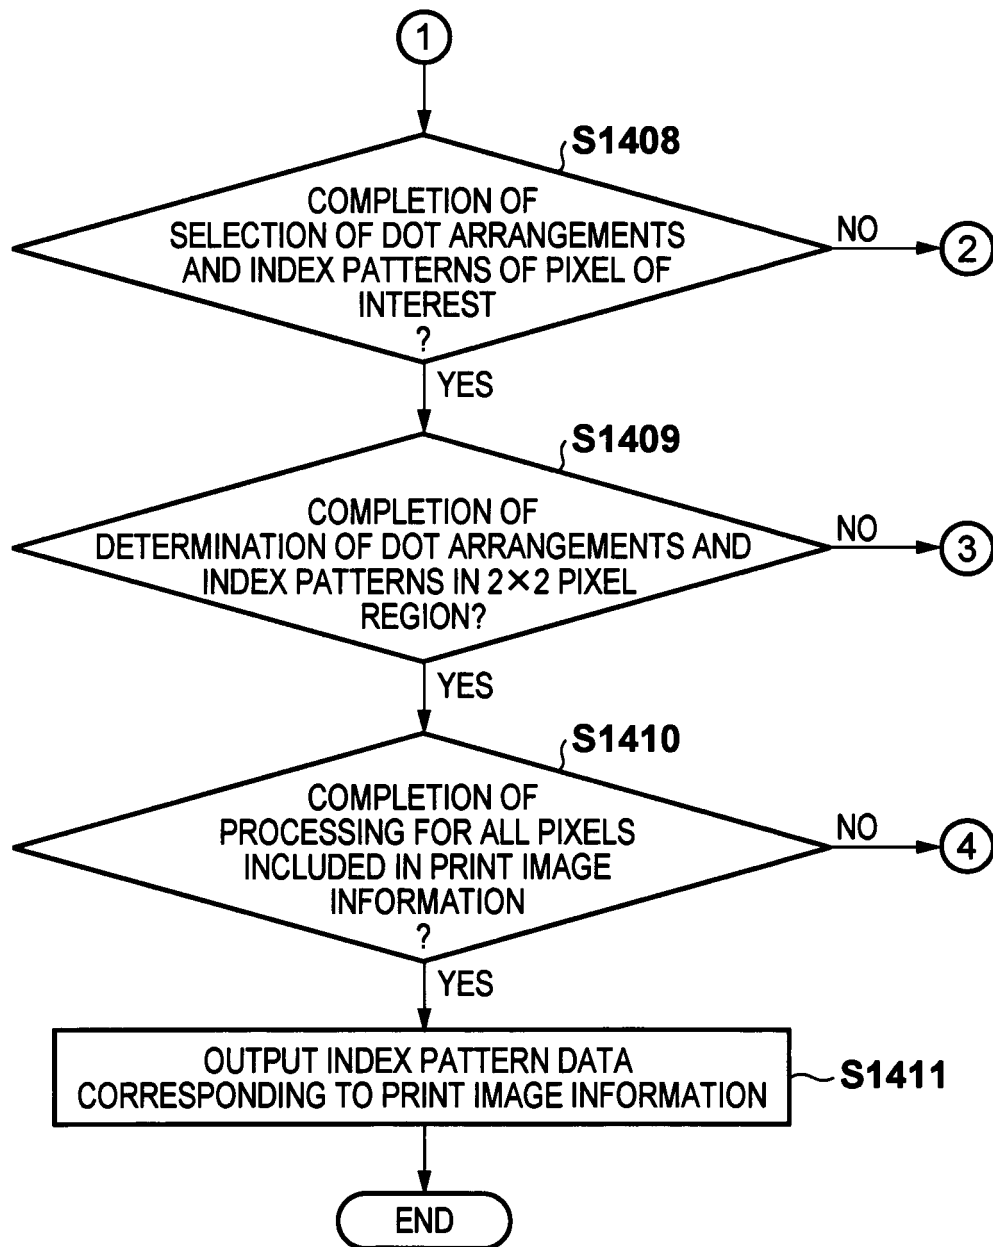 1
S1408
COMPLETION OF
SELECTION OF DOT ARRANGEMENTS
AND INDEX PATTERNS OF PIXEL OF
INTEREST
?
NO
2
YES
S1409
COMPLETION OF
DETERMINATION OF DOT ARRANGEMENTS AND
INDEX PATTERNS IN 2×2 PIXEL
REGION?
NO
3
YES
S1410
COMPLETION OF
PROCESSING FOR ALL PIXELS
INCLUDED IN PRINT IMAGE
INFORMATION
?
NO
4
YES
OUTPUT INDEX PATTERN DATA
CORRESPONDING TO PRINT IMAGE INFORMATION
S1411
END